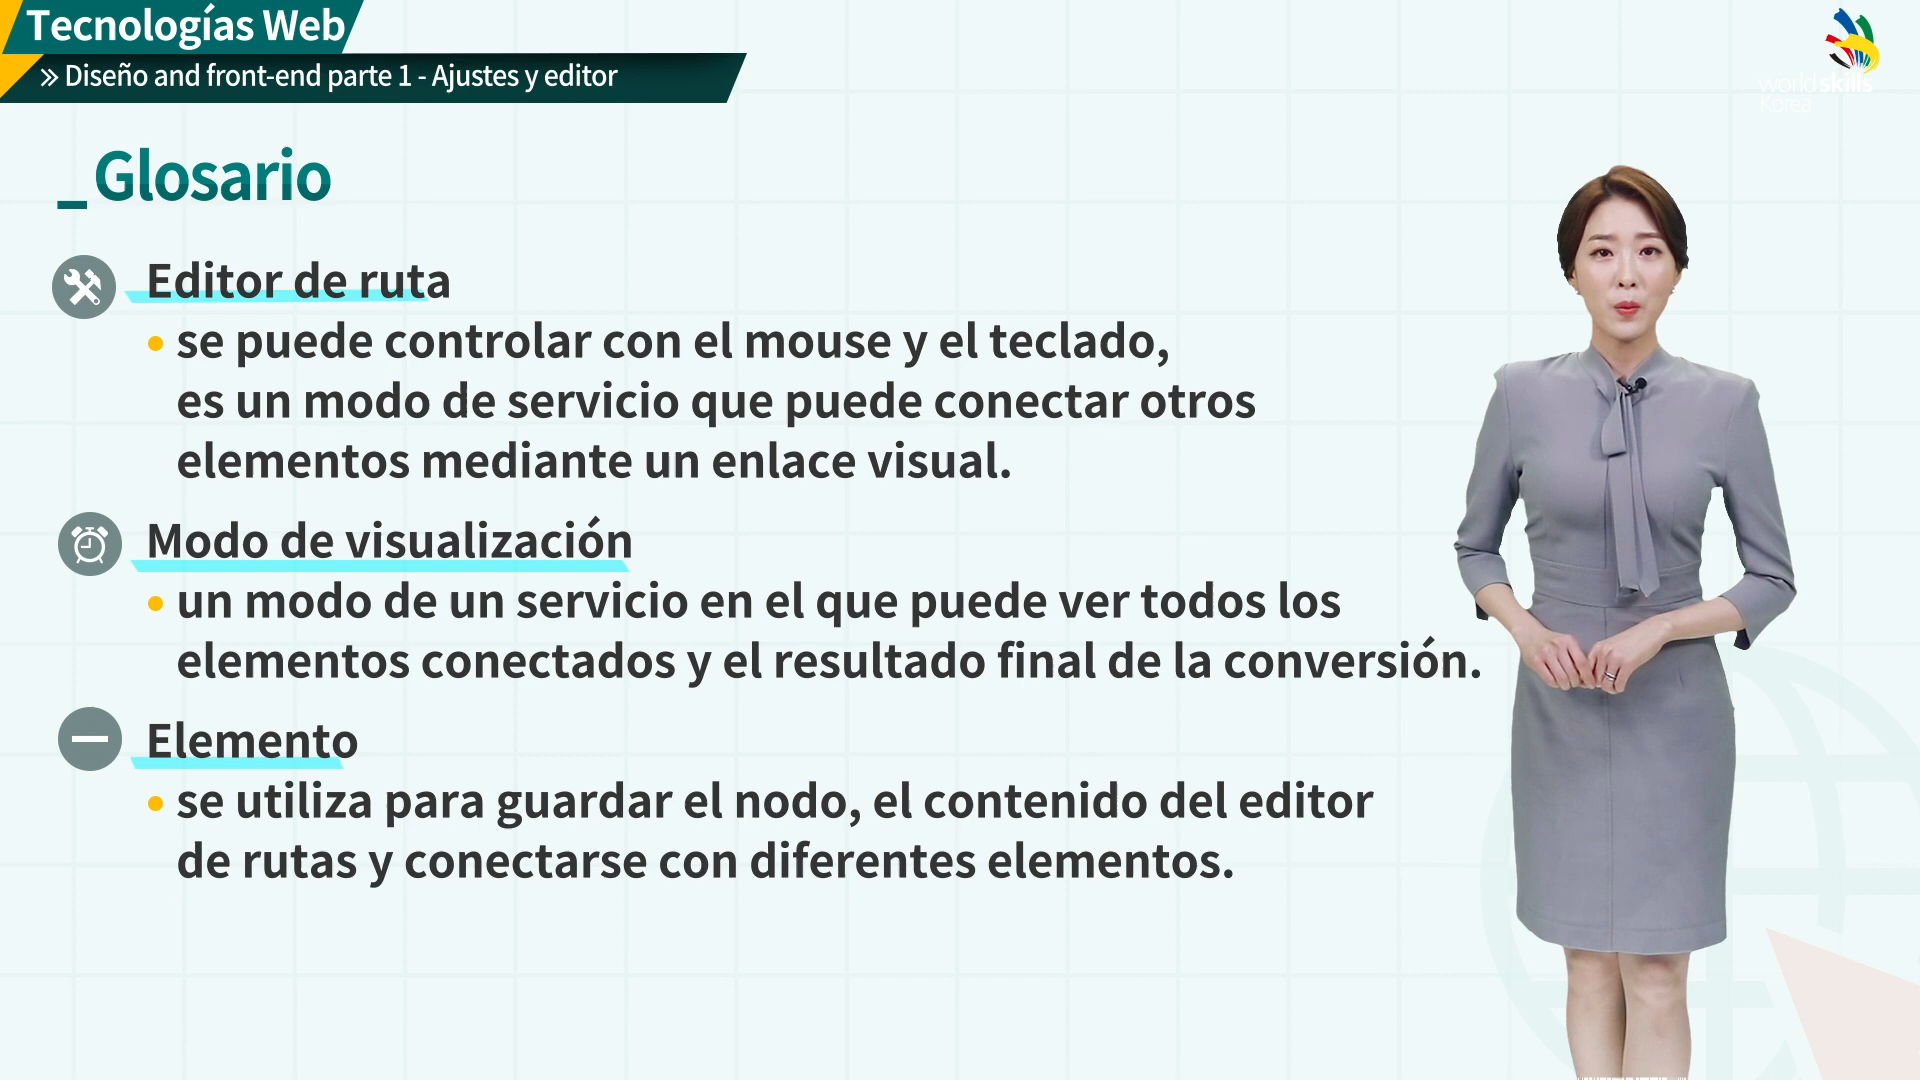 Tecnologías Web
» Diseño and front-end parte 1 - Ajustes y editor
worldskills
Korea
_Glosario
Editor de ruta
• se puede controlar con el mouse y el teclado,
es un modo de servicio que puede conectar otros
elementos mediante un enlace visual.
Modo de visualización
• un modo de un servicio en el que puede ver todos los
elementos conectados y el resultado final de la conversión.
Elemento
• se utiliza para guardar el nodo, el contenido del editor
de rutas y conectarse con diferentes elementos.